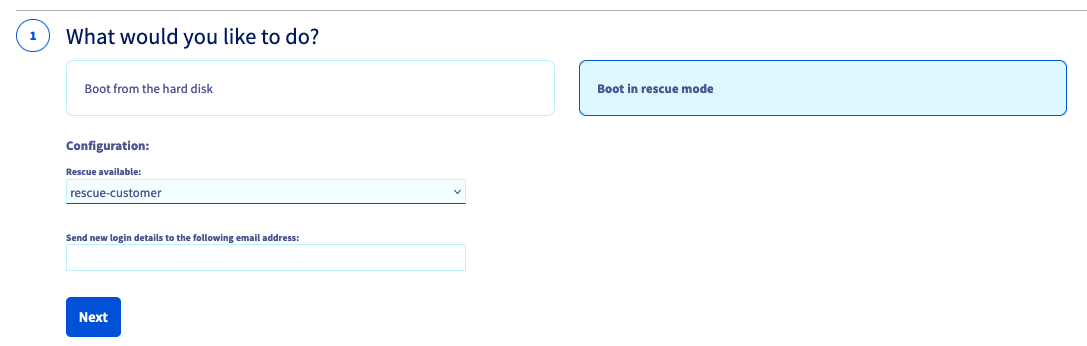 1
What would you like to do?
Boot from the hard disk
Boot in rescue mode
Configuration:
Rescue available:
rescue-customer
Send new login details to the following email address:
Next